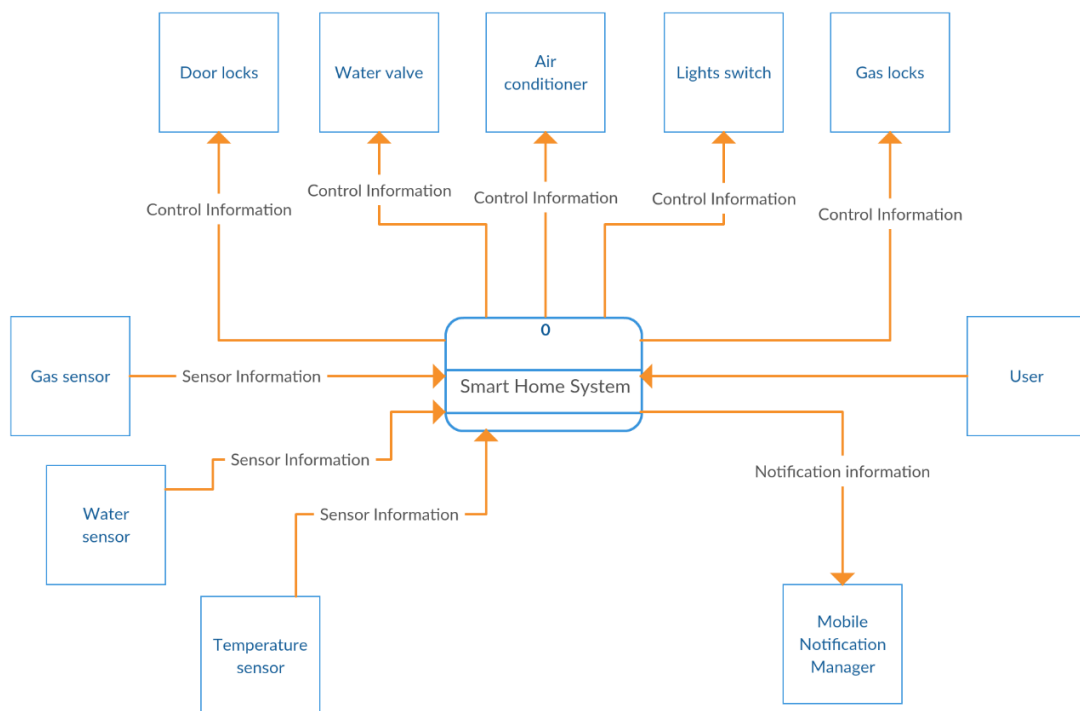 Door locks
Water valve
Air
conditioner
Lights switch
Gas locks
Control Information
Control Information
Control Information
Control Information
Control Information
0
Smart Home System
Gas sensor
Sensor Information
User
Sensor Information
Water
sensor
Sensor Information
Temperature
sensor
Notification information
Mobile
Notification
Manager